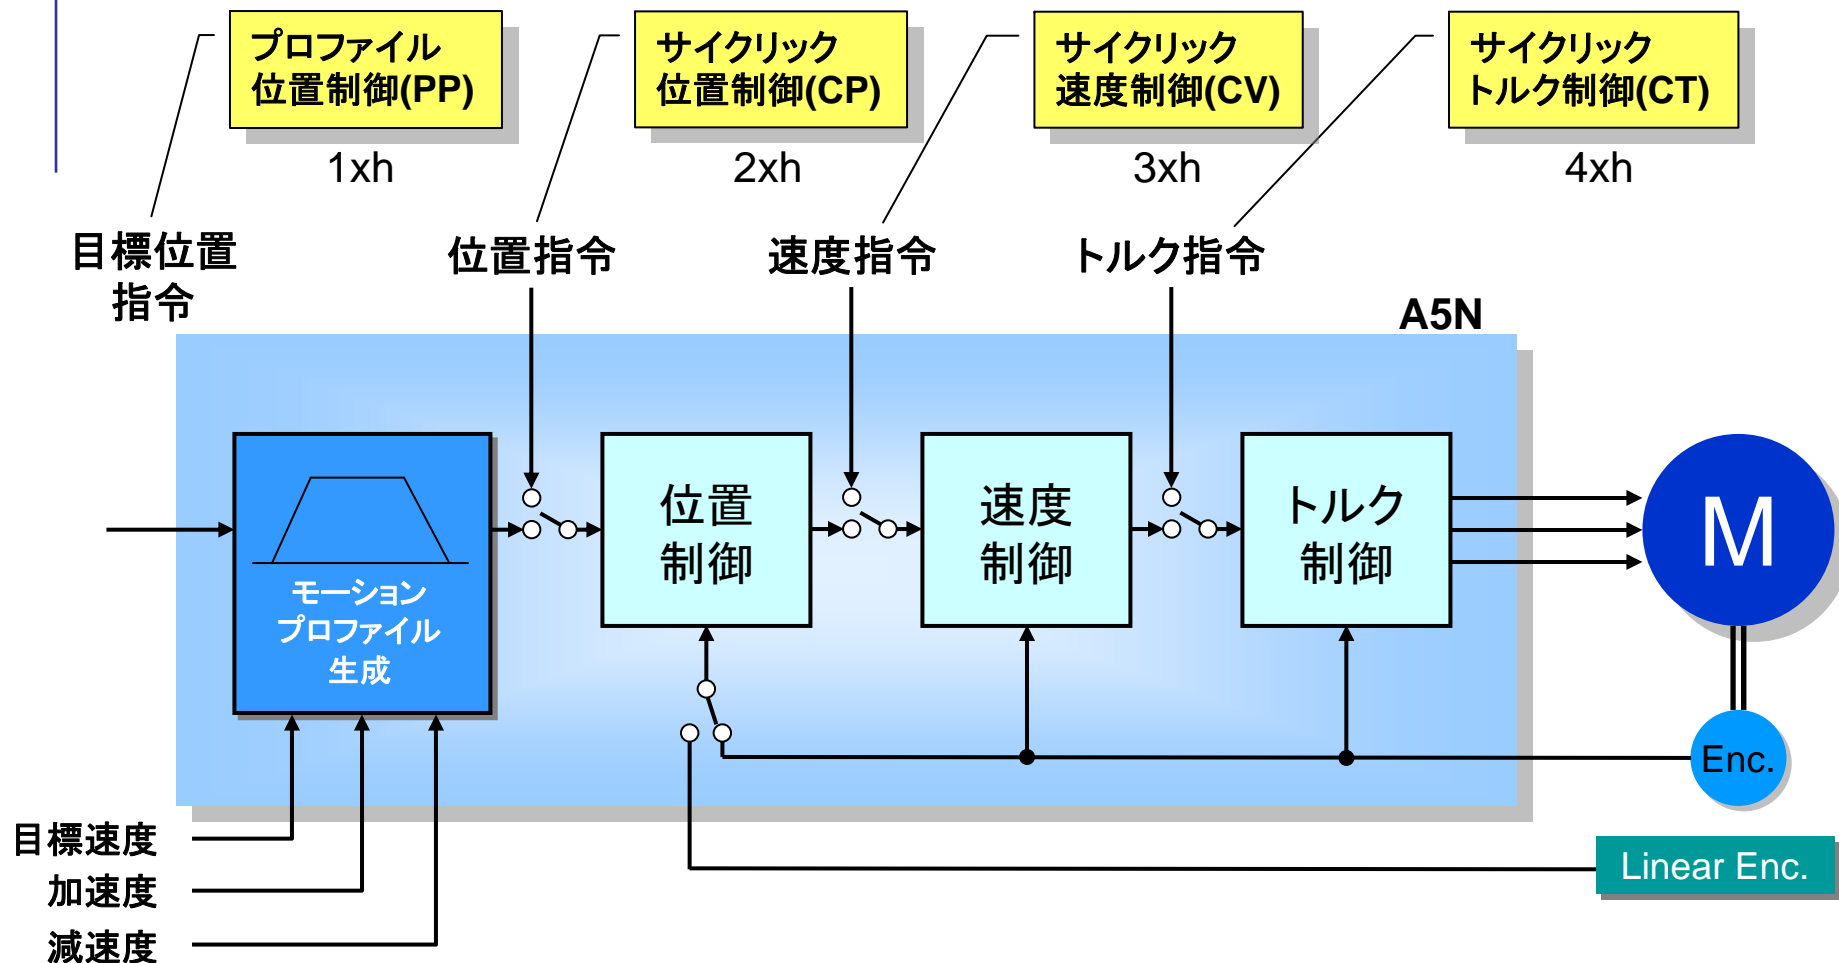 プロファイル
位置制御(PP)
サイクリック
位置制御(CP)
サイクリック
速度制御(CV)
サイクリック
トルク制御(CT)
1xh
2xh
3xh
4xh
目標位置
指令
位置指令
速度指令
トルク指令
A5N
モーション
プロファイル
生成
位置
制御
速度
制御
トルク
制御
M
Enc.
Linear Enc.
目標速度
加速度
減速度